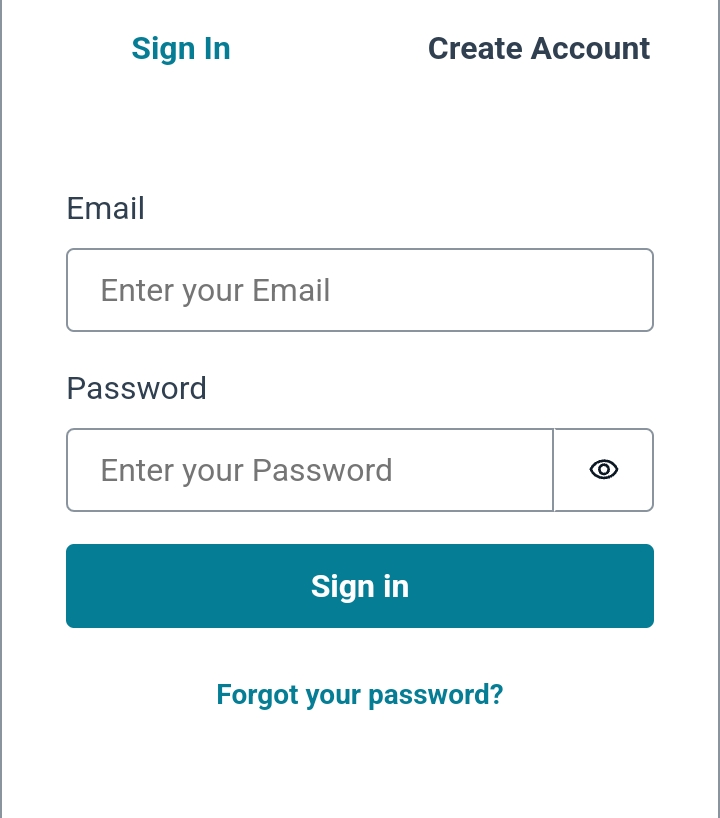 Sign In Create Account
Email
Enter your Email
Password
Enter your Password
Sign in
Forgot your password?